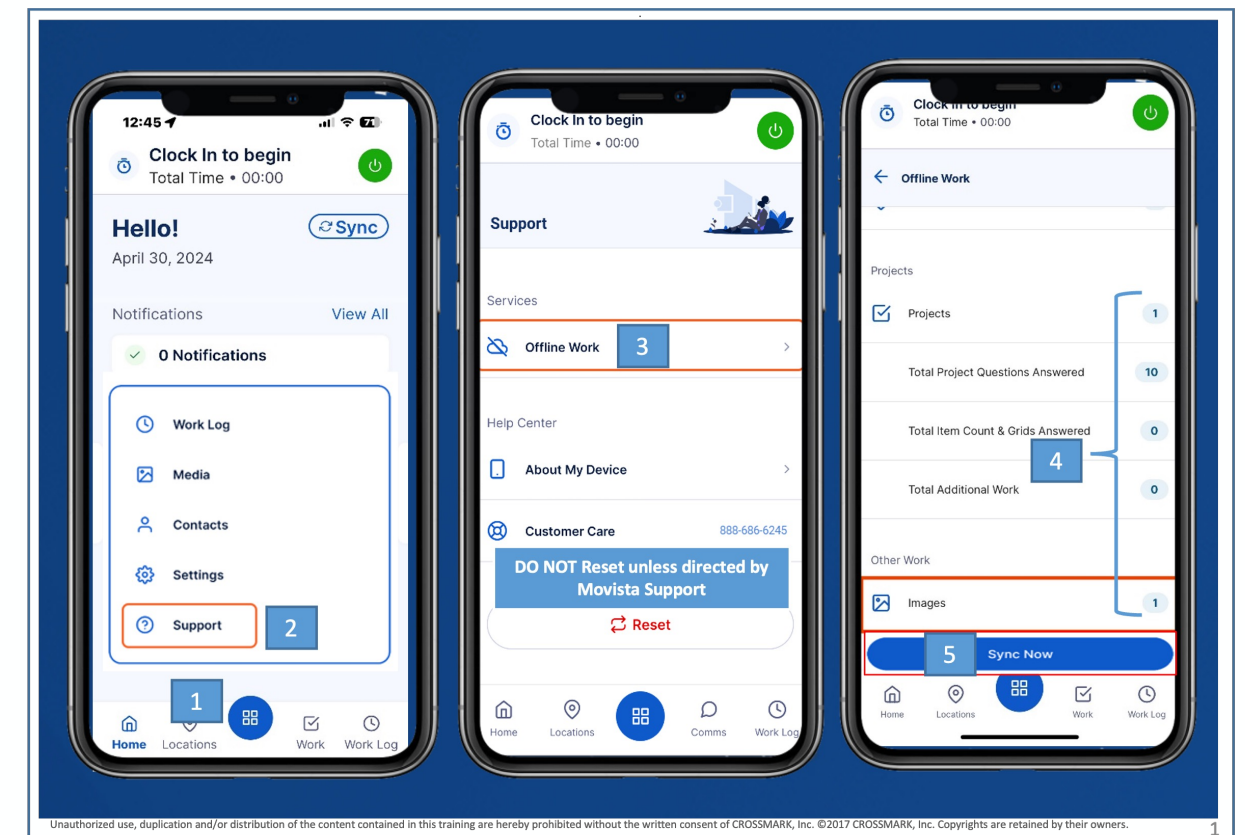 12:45
71
Clock In to begin
Total Time • 00:00
Hello!
Sync
April 30, 2024
Notifications
View All
0 Notifications
Work Log
Media
Contacts
Settings
Support
2
1
Home
Locations
Work
Work Log
Clock In to begin
Total Time • 00:00
Support
Services
Offline Work
3
Help Center
About My Device
Customer Care
888-686-6245
DO NOT Reset unless directed by
Movista Support
Reset
Home
Locations
Comms
Work Log
Clock In to begin
Total Time • 00:00
Offline Work
Projects
Projects
1
Total Project Questions Answered
10
Total Item Count & Grids Answered
0
4
Total Additional Work
0
Other Work
Images
1
5
Sync Now
Home
Locations
Work
Work Log
Unauthorized use, duplication and/or distribution of the content contained in this training are hereby prohibited without the written consent of CROSSMARK, Inc. ©2017 CROSSMARK, Inc. Copyrights are retained by their owners.
1